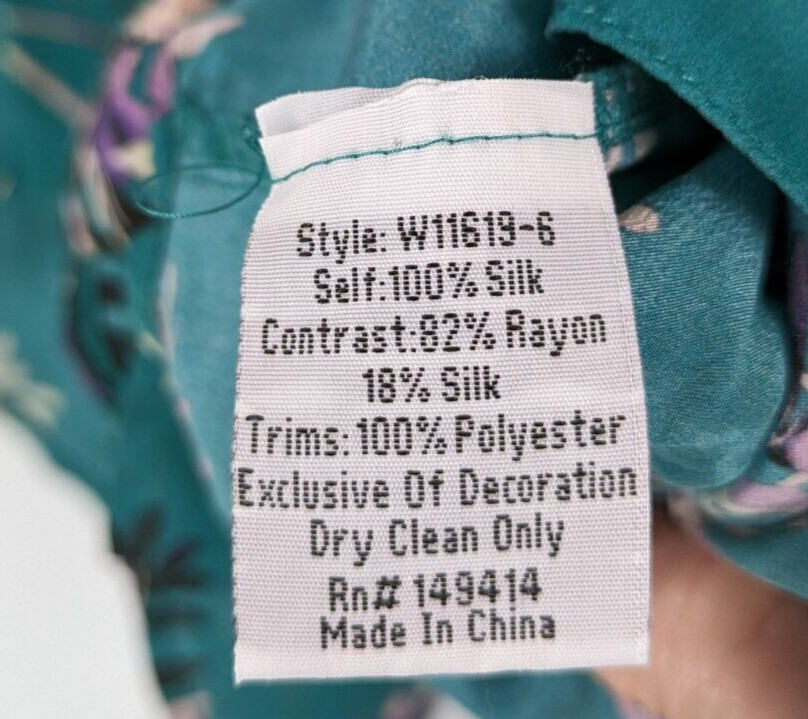 Style: W11619-6
Self:100% Silk
Contrast:82% Rayon
18% Silk
Trims:100% Polyester
Exclusive Of Decoration
Dry Clean Only
Rn# 149414
Made In China